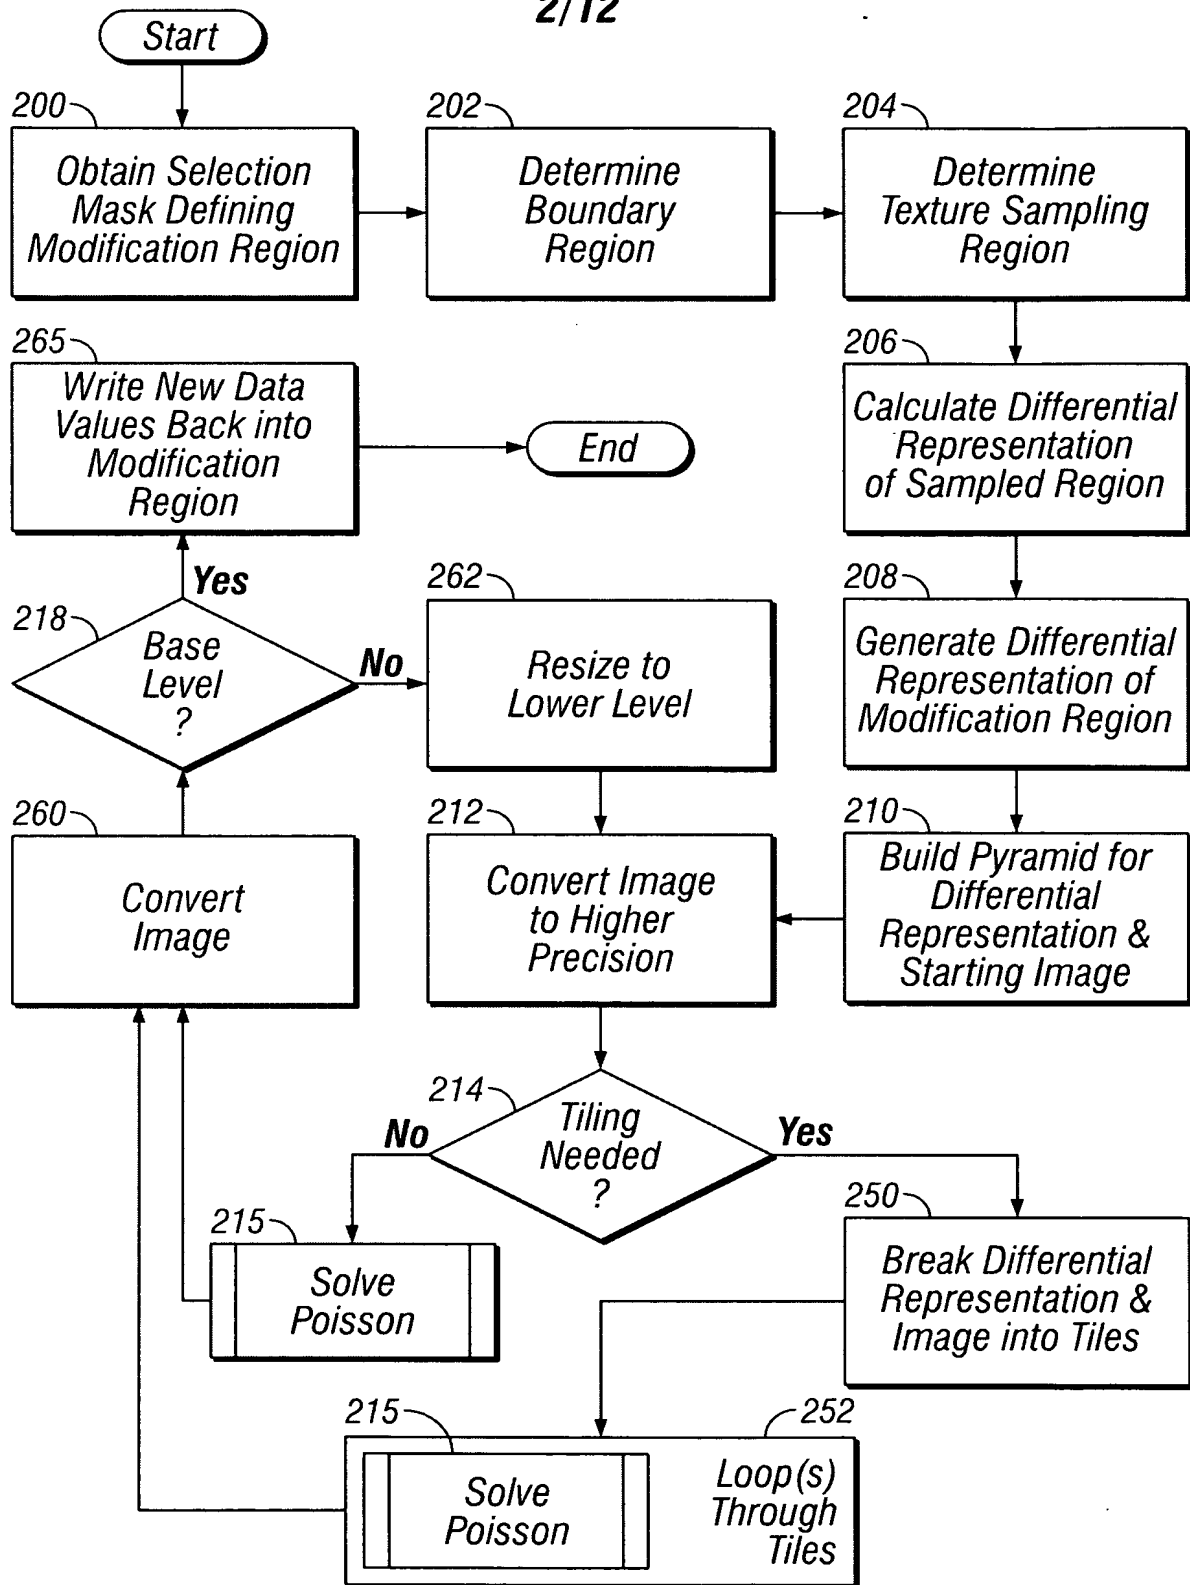 2/12
Start
200
Obtain Selection
Mask Defining
Modification Region
202
Determine
Boundary
Region
204
Determine
Texture Sampling
Region
265
Write New Data
Values Back into
Modification
Region
End
206
Calculate Differential
Representation
of Sampled Region
218
Base
Level
?
Yes
No
262
Resize to
Lower Level
208
Generate Differential
Representation of
Modification Region
260
Convert
Image
212
Convert Image
to Higher
Precision
210
Build Pyramid for
Differential
Representation &
Starting Image
214
Tiling
Needed
?
No
Yes
215
Solve
Poisson
250
Break Differential
Representation &
Image into Tiles
215
Solve
Poisson
252
Loop(s)
Through
Tiles